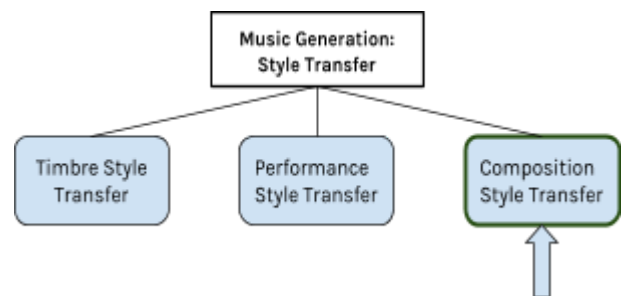 Music Generation:
Style Transfer
Timbre Style
Transfer
Performance
Style Transfer
Composition
Style Transfer